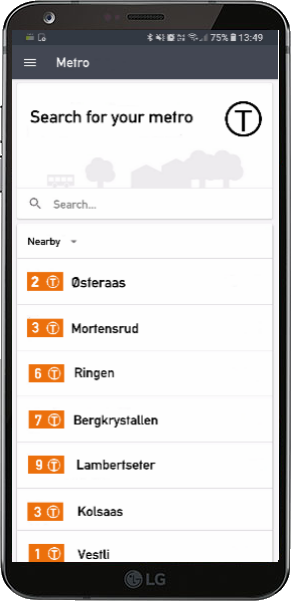 75% 13:49
Metro
Search for your metro
T
Search...
Nearby
2 T Østeraas
3 T Mortensrud
6 T Ringen
7 T Bergkrystallen
9 T Lambertseter
3 T Kolsaas
1 T Vestli
LG